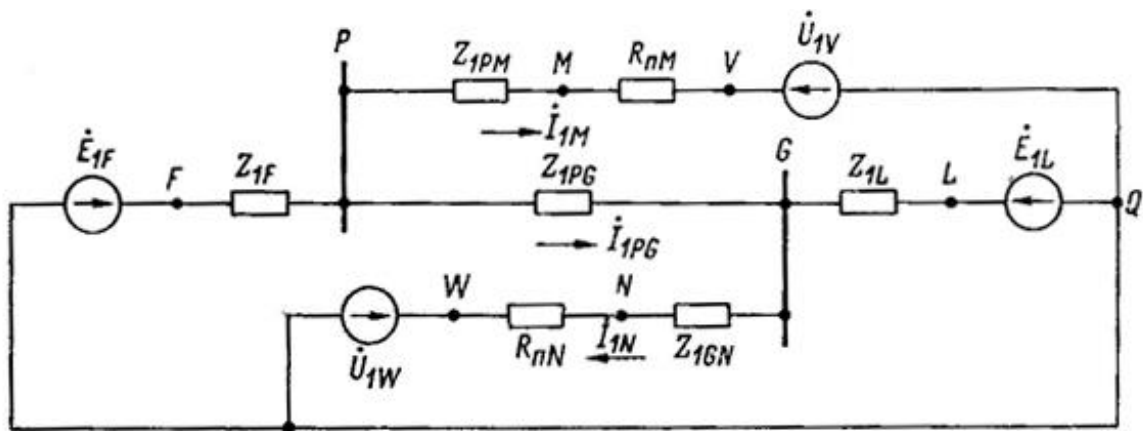 P
Z1PM
M
RпM
V
U̇1V
İ1M
Ė1F
F
Z1F
Z1PG
İ1PG
G
Z1L
L
Ė1L
Q
U̇1W
W
RпN
İ1N
N
Z1GN